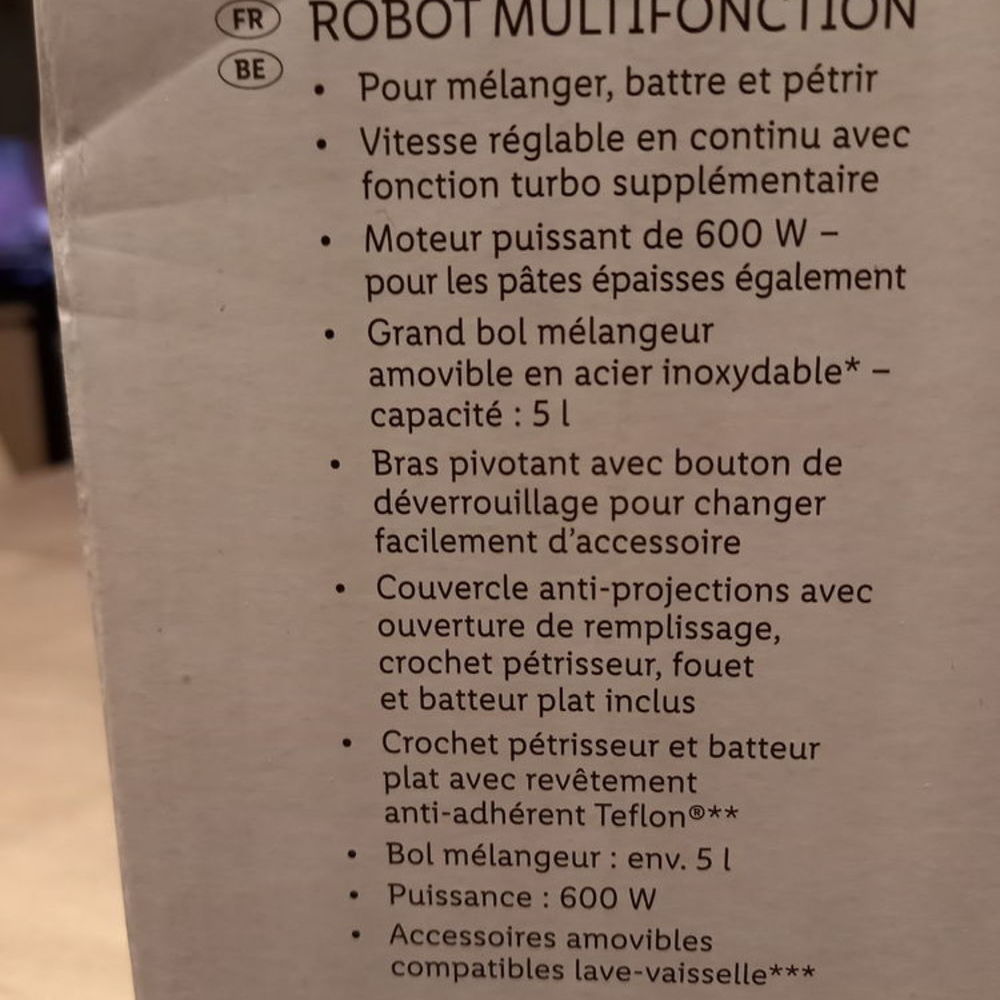 FR ROBOT MULTIFONCTION
BE
• Pour mélanger, battre et pétrir
• Vitesse réglable en continu avec
fonction turbo supplémentaire
• Moteur puissant de 600 W –
pour les pâtes épaisses également
• Grand bol mélangeur
amovible en acier inoxydable* –
capacité : 5 l
• Bras pivotant avec bouton de
déverrouillage pour changer
facilement d'accessoire
• Couvercle anti-projections avec
ouverture de remplissage,
crochet pétrisseur, fouet
et batteur plat inclus
• Crochet pétrisseur et batteur
plat avec revêtement
anti-adhérent Teflon®**
• Bol mélangeur : env. 5 l
• Puissance : 600 W
• Accessoires amovibles
compatibles lave-vaisselle***